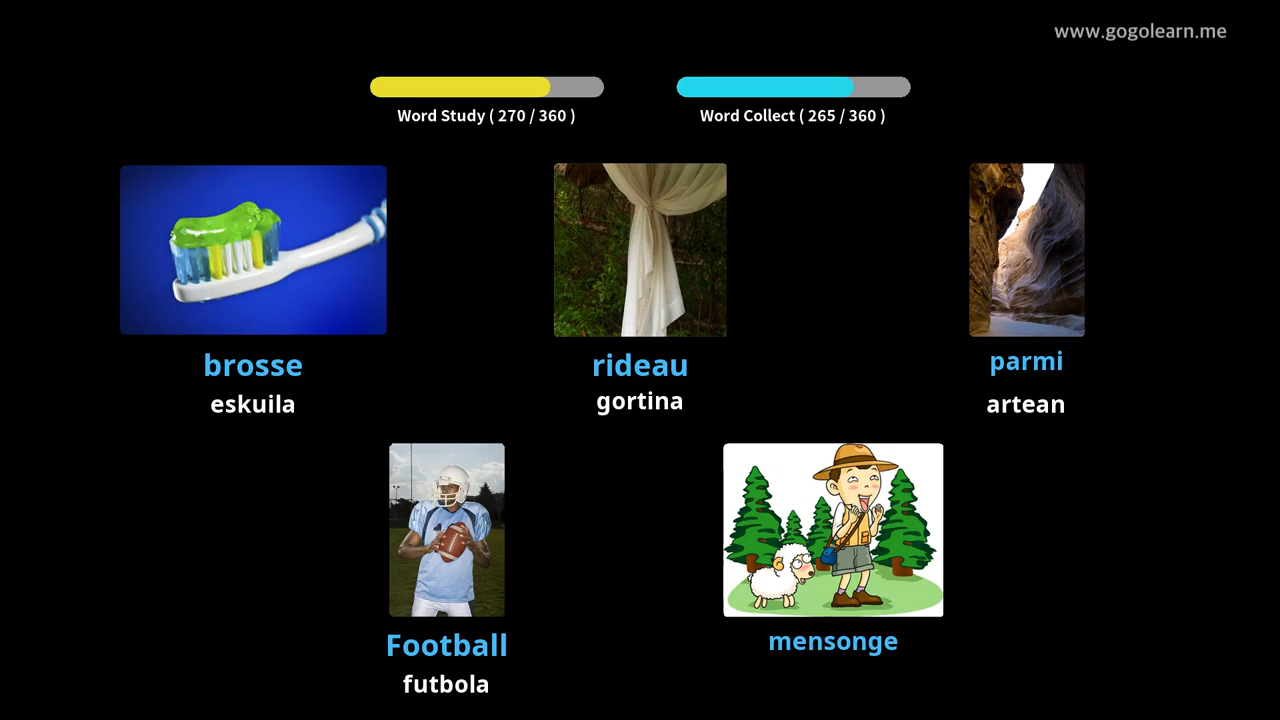 www.gogolearn.me
Word Study ( 270 / 360 )
Word Collect ( 265 / 360 )
brosse
eskuila
rideau
gortina
parmi
artean
Football
futbola
mensonge